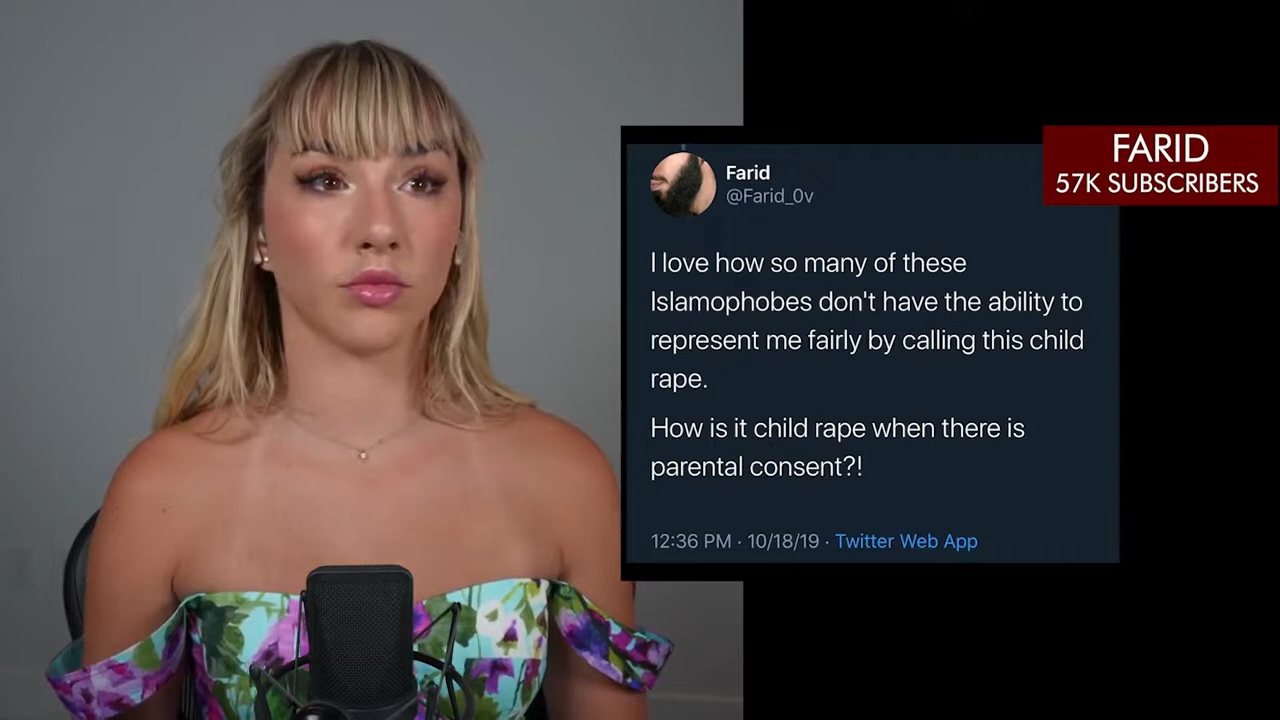 FARID
57K SUBSCRIBERS
Farid
@Farid_0v
I love how so many of these
Islamophobes don't have the ability to
represent me fairly by calling this child
rape.
How is it child rape when there is
parental consent?!
12:36 PM · 10/18/19 · Twitter Web App